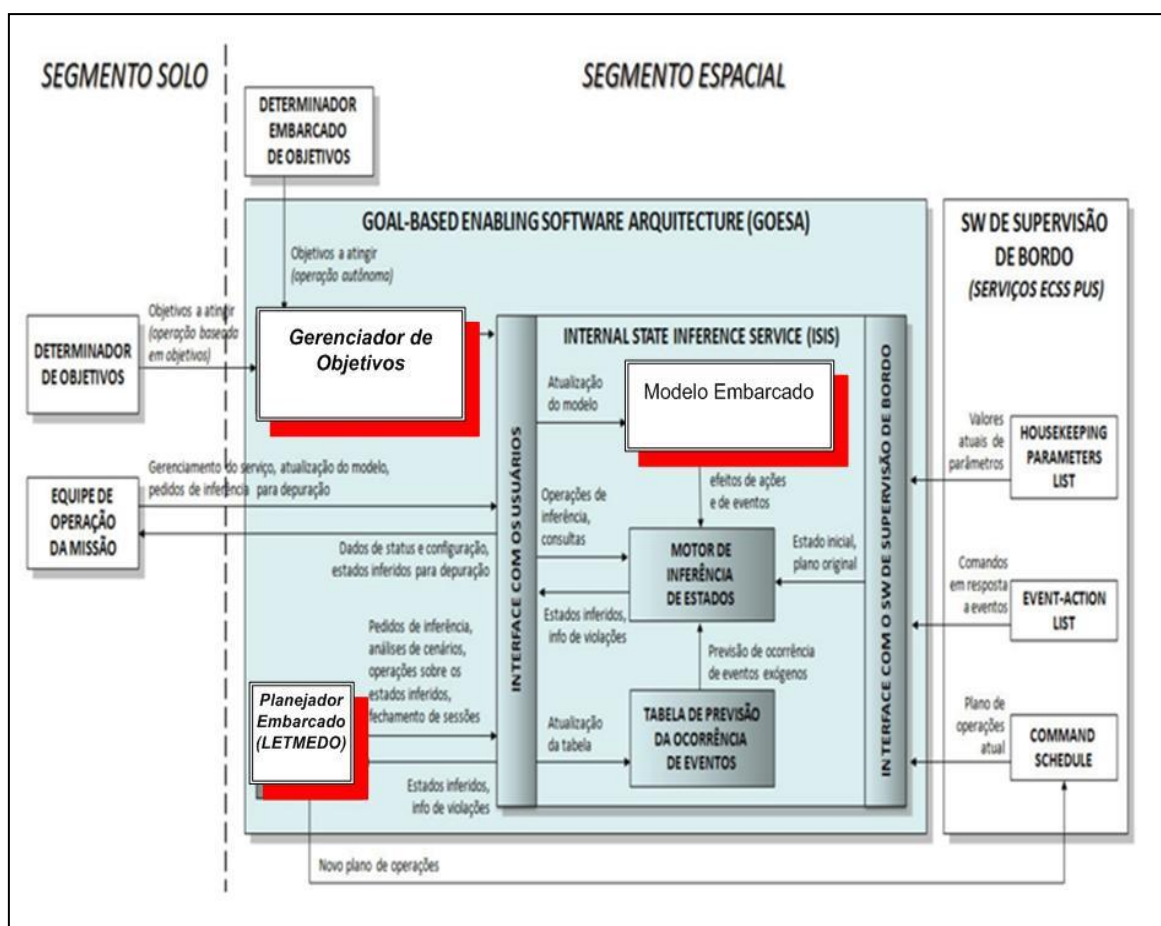 SEGMENTO SOLO
SEGMENTO ESPACIAL
DETERMINADOR
EMBARCADO
DE OBJETIVOS
GOAL-BASED ENABLING SOFTWARE ARQUITECTURE (GOESA)
SW DE SUPERVISÃO
DE BORDO
(SERVIÇOS ECSS PUS)
Objetivos a atingir
(operação autônoma)
Objetivos a atingir
(operação baseada
em objetivos)
DETERMINADOR
DE OBJETIVOS
Gerenciador de
Objetivos
INTERFACE COM OS USUÁRIOS
INTERNAL STATE INFERENCE SERVICE (ISIS)
Atualização
do modelo
Modelo Embarcado
INTERFACE COM O SW DE SUPERVISÃO DE BORDO
Valores
atuais de
parâmetros
HOUSEKEEPING
PARAMETERS
LIST
Gerenciamento do serviço, atualização do modelo,
pedidos de inferência para depuração
EQUIPE DE
OPERAÇÃO
DA MISSÃO
Dados de status e configuração,
estados inferidos para depuração
efeitos de ações
e de eventos
Operações de
inferência,
consultas
MOTOR DE
INFERÊNCIA
DE ESTADOS
Estado inicial,
plano original
Estados inferidos,
info de violações
Comandos
em resposta
a eventos
EVENT-ACTION
LIST
Pedidos de inferência,
análises de cenários,
operações sobre os
estados inferidos,
fechamento de sessões
Previsão de ocorrência
de eventos exógenos
Planejador
Embarcado
(LETMEDO)
Atualização
da tabela
TABELA DE PREVISÃO
DA OCORRÊNCIA
DE EVENTOS
Plano de
operações
atual
COMMAND
SCHEDULE
Estados inferidos,
info de violações
Novo plano de operações